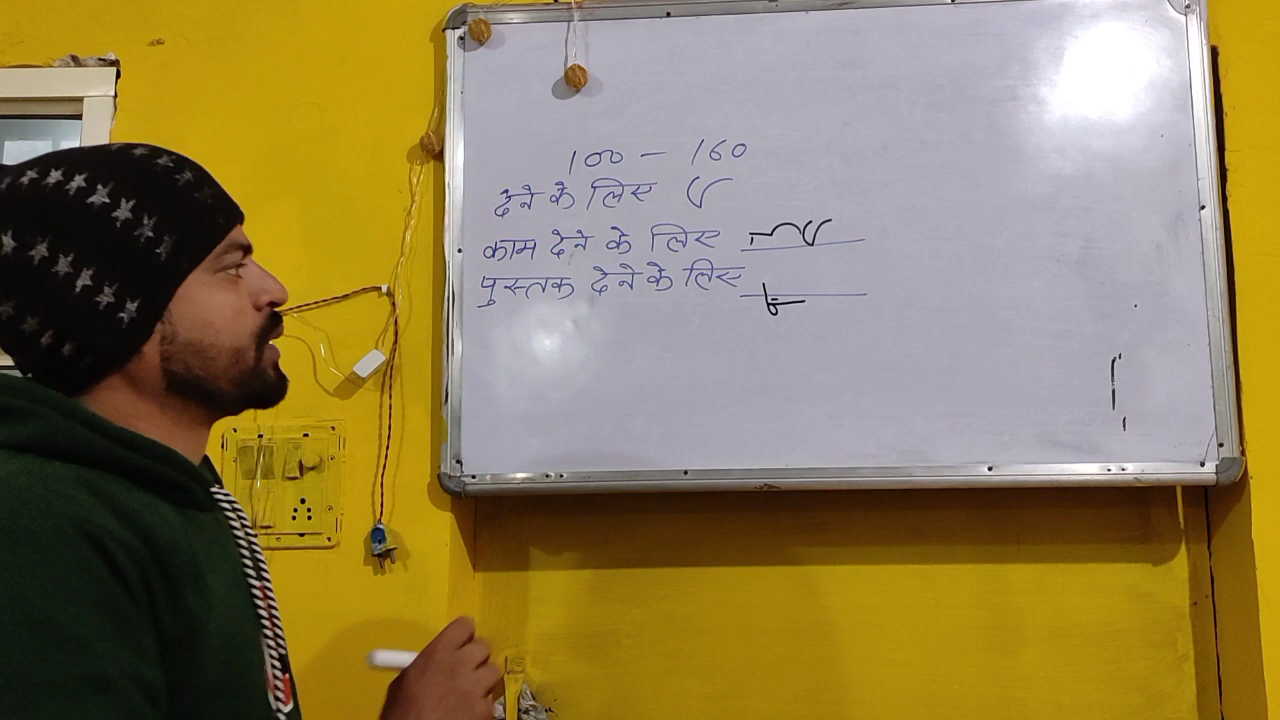 100 - 160
देने के लिए
काम देने के लिए
पुस्तक देने के लिए